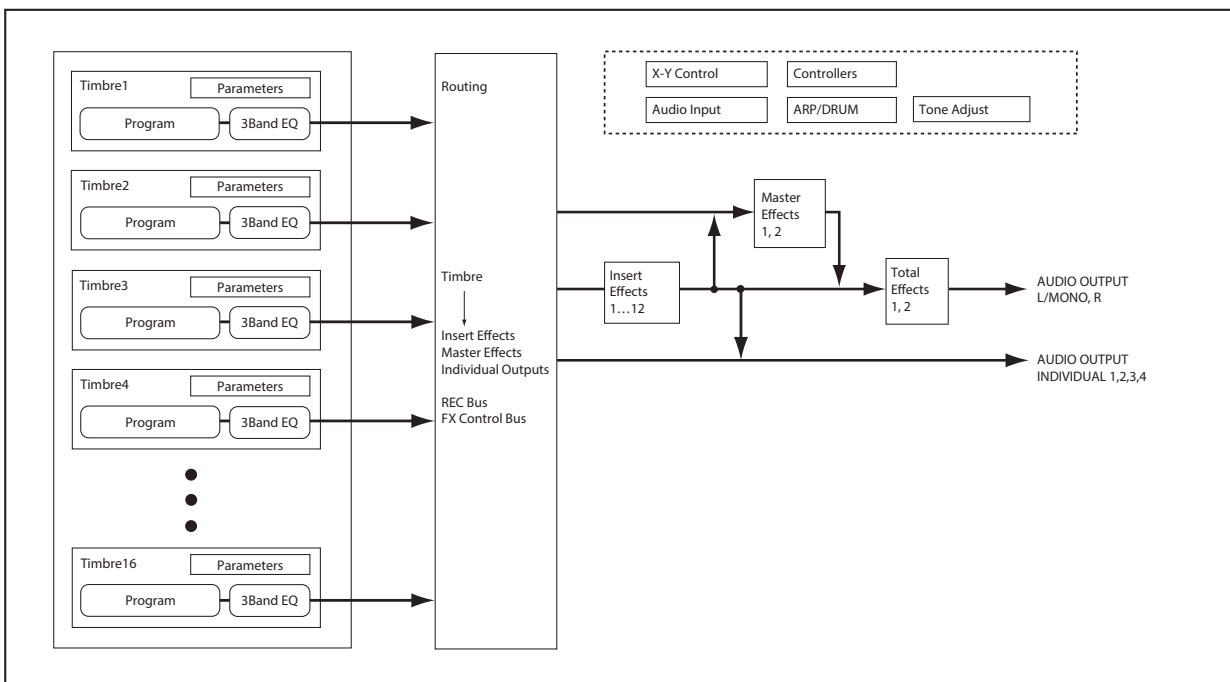 Timbre1
Parameters
Program
3Band EQ
Timbre2
Parameters
Program
3Band EQ
Timbre3
Parameters
Program
3Band EQ
Timbre4
Parameters
Program
3Band EQ
Timbre16
Parameters
Program
3Band EQ
Routing
Timbre
Insert Effects
Master Effects
Individual Outputs
REC Bus
FX Control Bus
X-Y Control
Controllers
Audio Input
ARP/DRUM
Tone Adjust
Master
Effects
1, 2
Insert
Effects
1…12
Total
Effects
1, 2
AUDIO OUTPUT
L/MONO, R
AUDIO OUTPUT
INDIVIDUAL 1,2,3,4